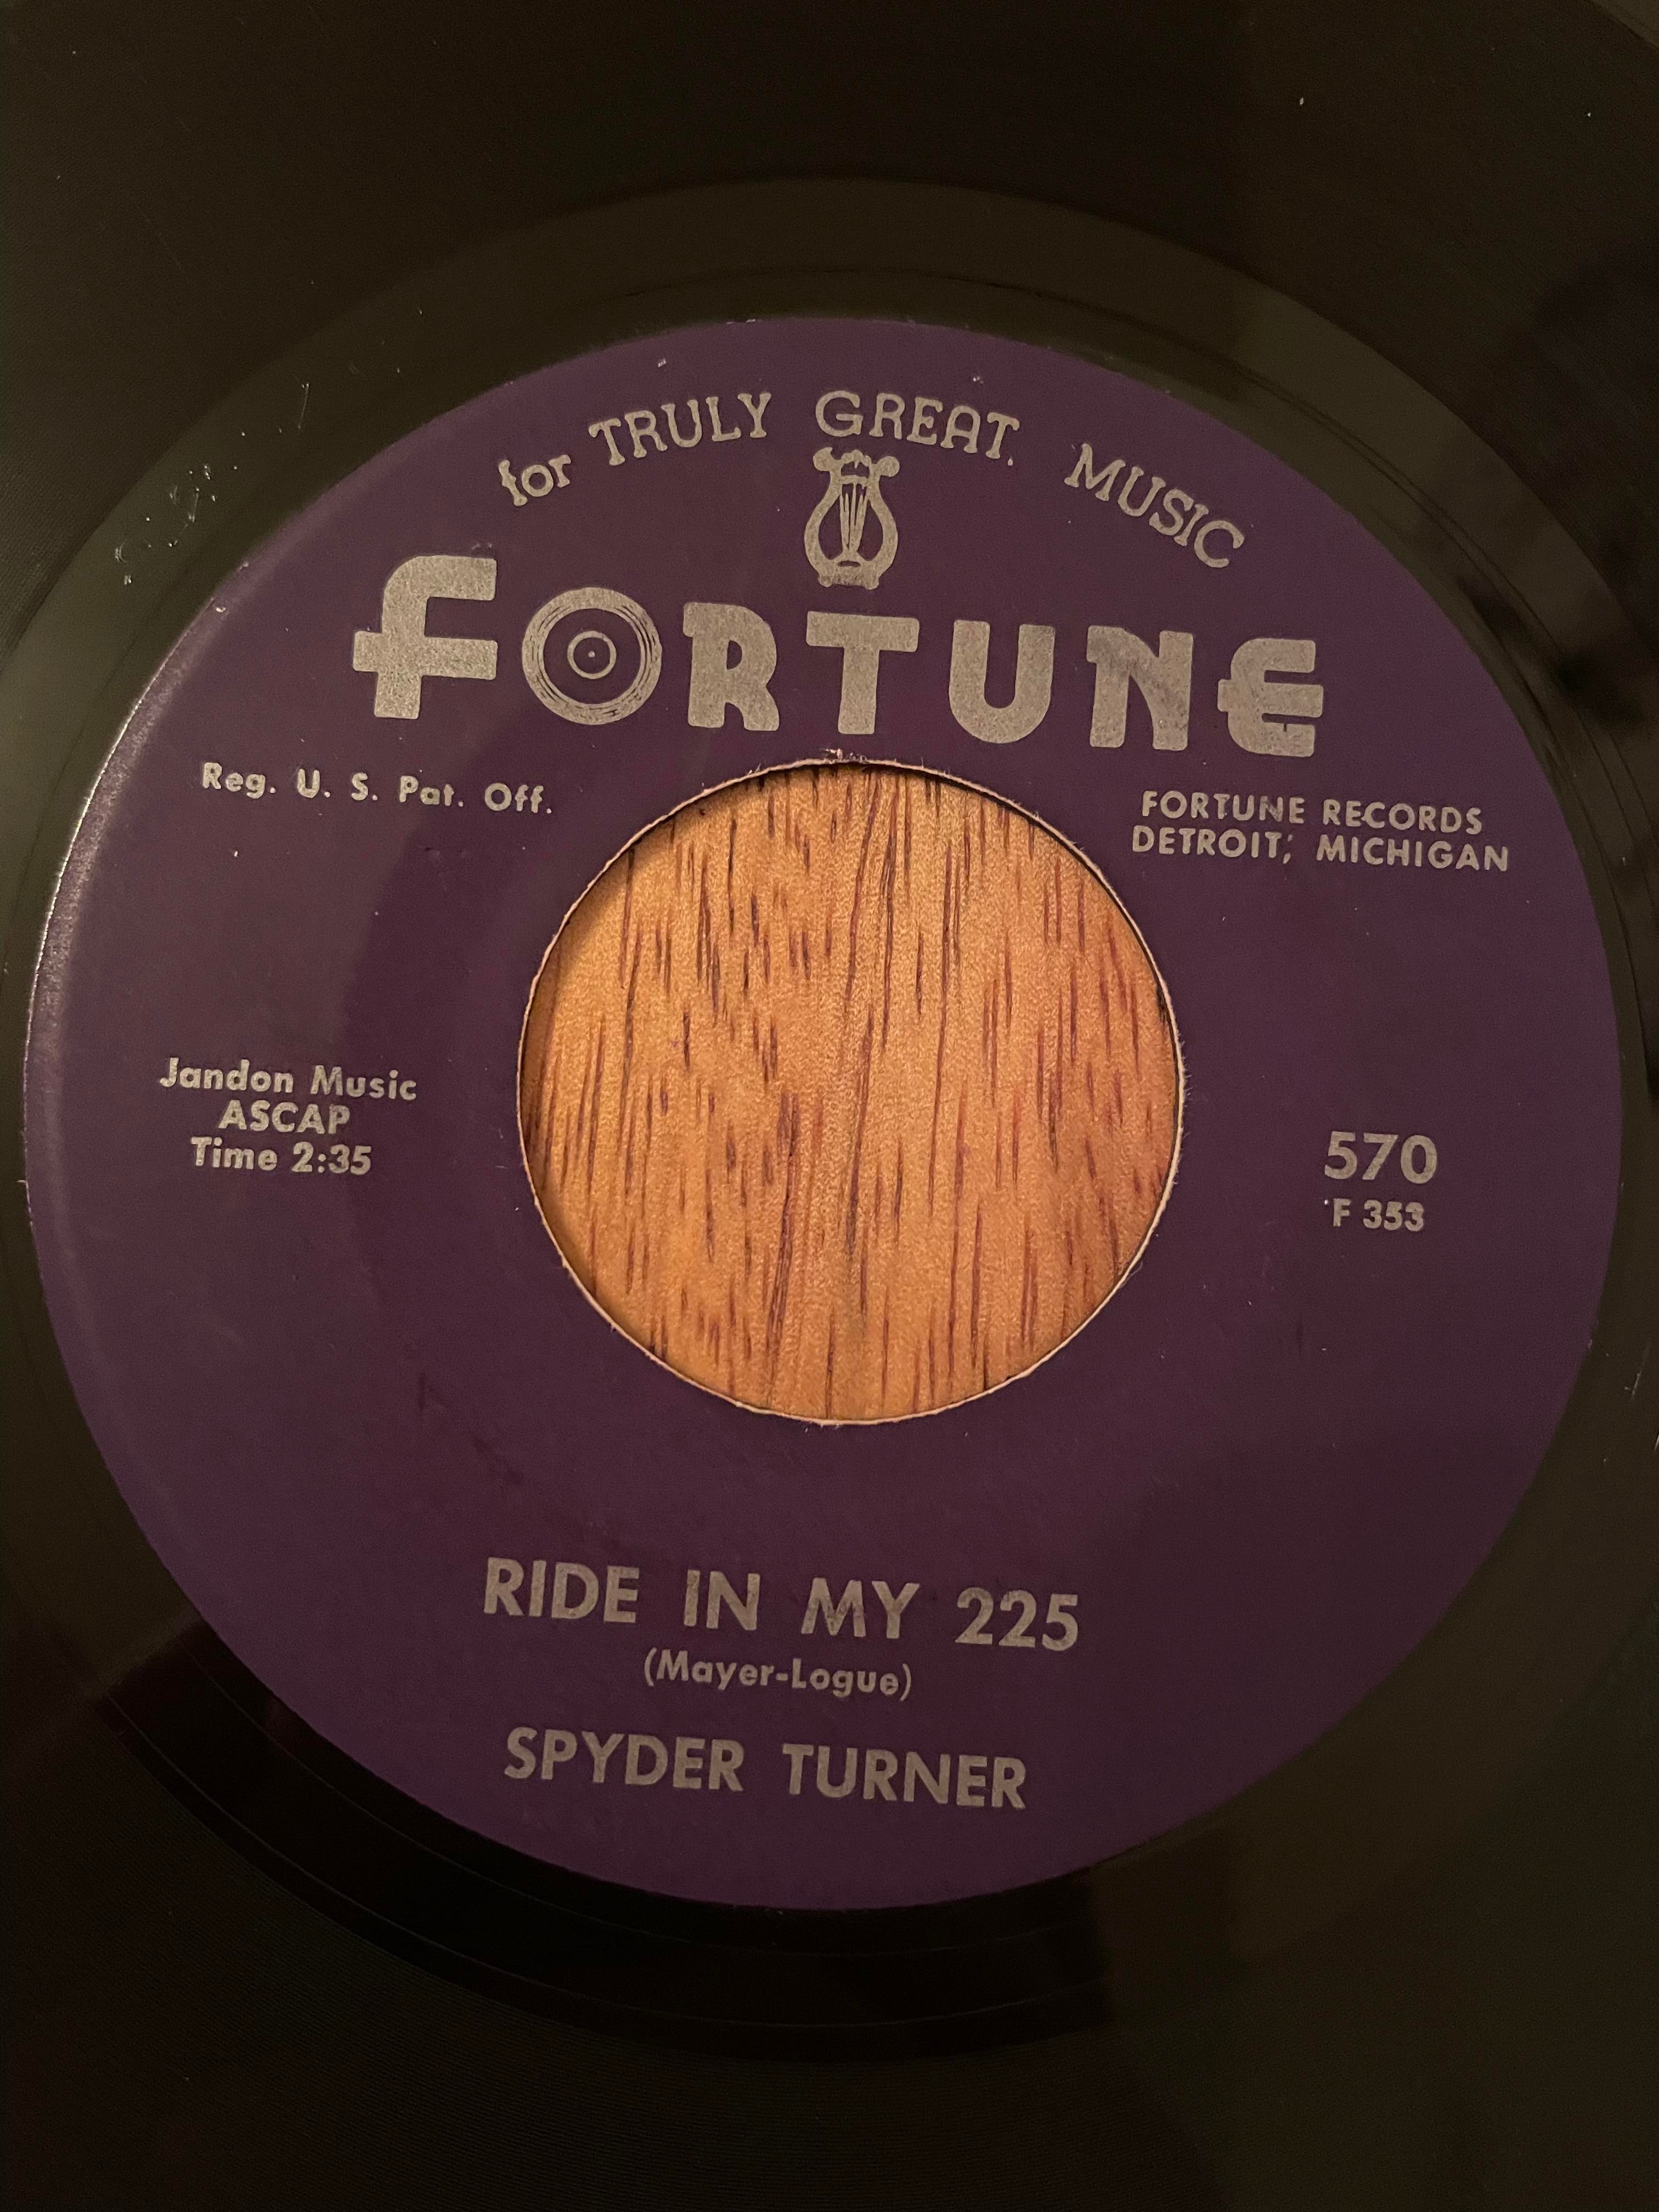 for TRULY GREAT. MUSIC
FORTUNE
Reg. U. S. Pat. Off.
FORTUNE RECORDS
DETROIT, MICHIGAN
Jandon Music
ASCAP
Time 2:35
570
F 353
RIDE IN MY 225
(Mayer-Logue)
SPYDER TURNER